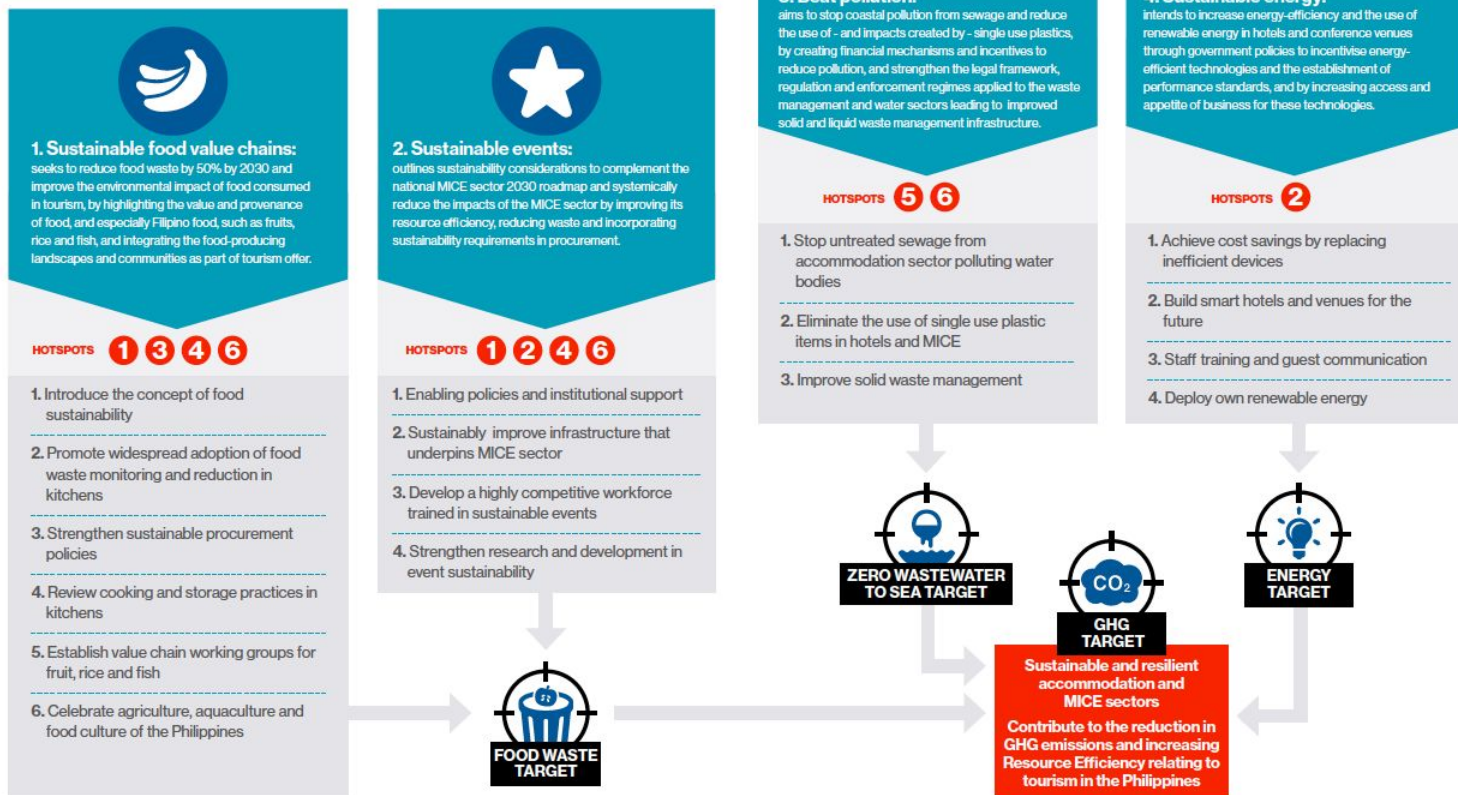 1. Sustainable food value chains:
seeks to reduce food waste by 50% by 2030 and
improve the environmental impact of food consumed
in tourism, by highlighting the value and provenance
of food, and especially Filipino food, such as fruits,
rice and fish, and integrating the food-producing
landscapes and communities as part of tourism offer.
HOTSPOTS 1 3 4 6
1. Introduce the concept of food
sustainability
2. Promote widespread adoption of food
waste monitoring and reduction in
kitchens
3. Strengthen sustainable procurement
policies
4. Review cooking and storage practices in
kitchens
5. Establish value chain working groups for
fruit, rice and fish
6. Celebrate agriculture, aquaculture and
food culture of the Philippines
2. Sustainable events:
outlines sustainability considerations to complement the
national MICE sector 2030 roadmap and systemically
reduce the impacts of the MICE sector by improving its
resource efficiency, reducing waste and incorporating
sustainability requirements in procurement.
HOTSPOTS 1 2 4 6
1. Enabling policies and institutional support
2. Sustainably improve infrastructure that
underpins MICE sector
3. Develop a highly competitive workforce
trained in sustainable events
4. Strengthen research and development in
event sustainability
FOOD WASTE
TARGET
3. Beat pollution:
aims to stop coastal pollution from sewage and reduce
the use of - and impacts created by - single use plastics,
by creating financial mechanisms and incentives to
reduce pollution, and strengthen the legal framework,
regulation and enforcement regimes applied to the waste
management and water sectors leading to improved
solid and liquid waste management infrastructure.
HOTSPOTS 5 6
1. Stop untreated sewage from
accommodation sector polluting water
bodies
2. Eliminate the use of single use plastic
items in hotels and MICE
3. Improve solid waste management
ZERO WASTEWATER
TO SEA TARGET
4. Sustainable energy:
intends to increase energy-efficiency and the use of
renewable energy in hotels and conference venues
through government policies to incentivise energy-
efficient technologies and the establishment of
performance standards, and by increasing access and
appetite of business for these technologies.
HOTSPOTS 2
1. Achieve cost savings by replacing
inefficient devices
2. Build smart hotels and venues for the
future
3. Staff training and guest communication
4. Deploy own renewable energy
ENERGY
TARGET
CO₂
GHG
TARGET
Sustainable and resilient
accommodation and
MICE sectors
Contribute to the reduction in
GHG emissions and increasing
Resource Efficiency relating to
tourism in the Philippines